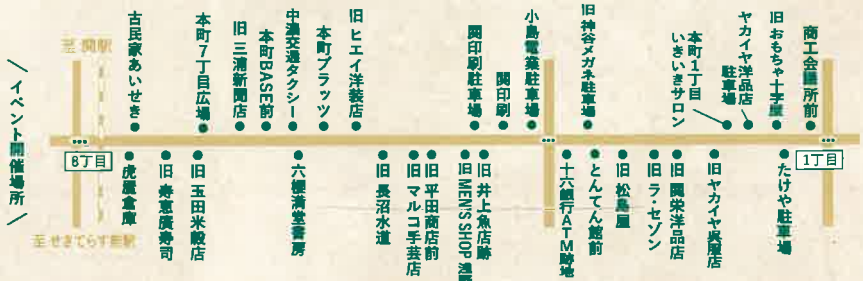 イベント開催場所
至 関駅
8丁目
至 せきてらす前駅
古民家あいせき
本町7丁目広場
旧 三浦新聞店
本町BASE前
中濃交通タクシー
本町プラッツ
旧 ヒエイ洋装店
関印刷駐車場
関印刷
小島電業駐車場
旧 神谷メガネ駐車場
本町1丁目
いきいきサロン
ヤカイヤ洋品店
駐車場
旧 おもちゃ十字屋
商工会議所前
1丁目
虎屋倉庫
旧 寿恵廣寿司
旧 玉田米穀店
六櫻満堂書房
旧 長沼水道
旧 マルコ手芸店
旧 平田商店前
旧 MEN'S SHOP 浅野
旧 井上魚店跡
十六銀行ATM跡地
とんてん館前
旧 松島屋
旧 ラ・セゾン
旧 関栄洋品店
旧 ヤカイヤ呉服店
たけや駐車場